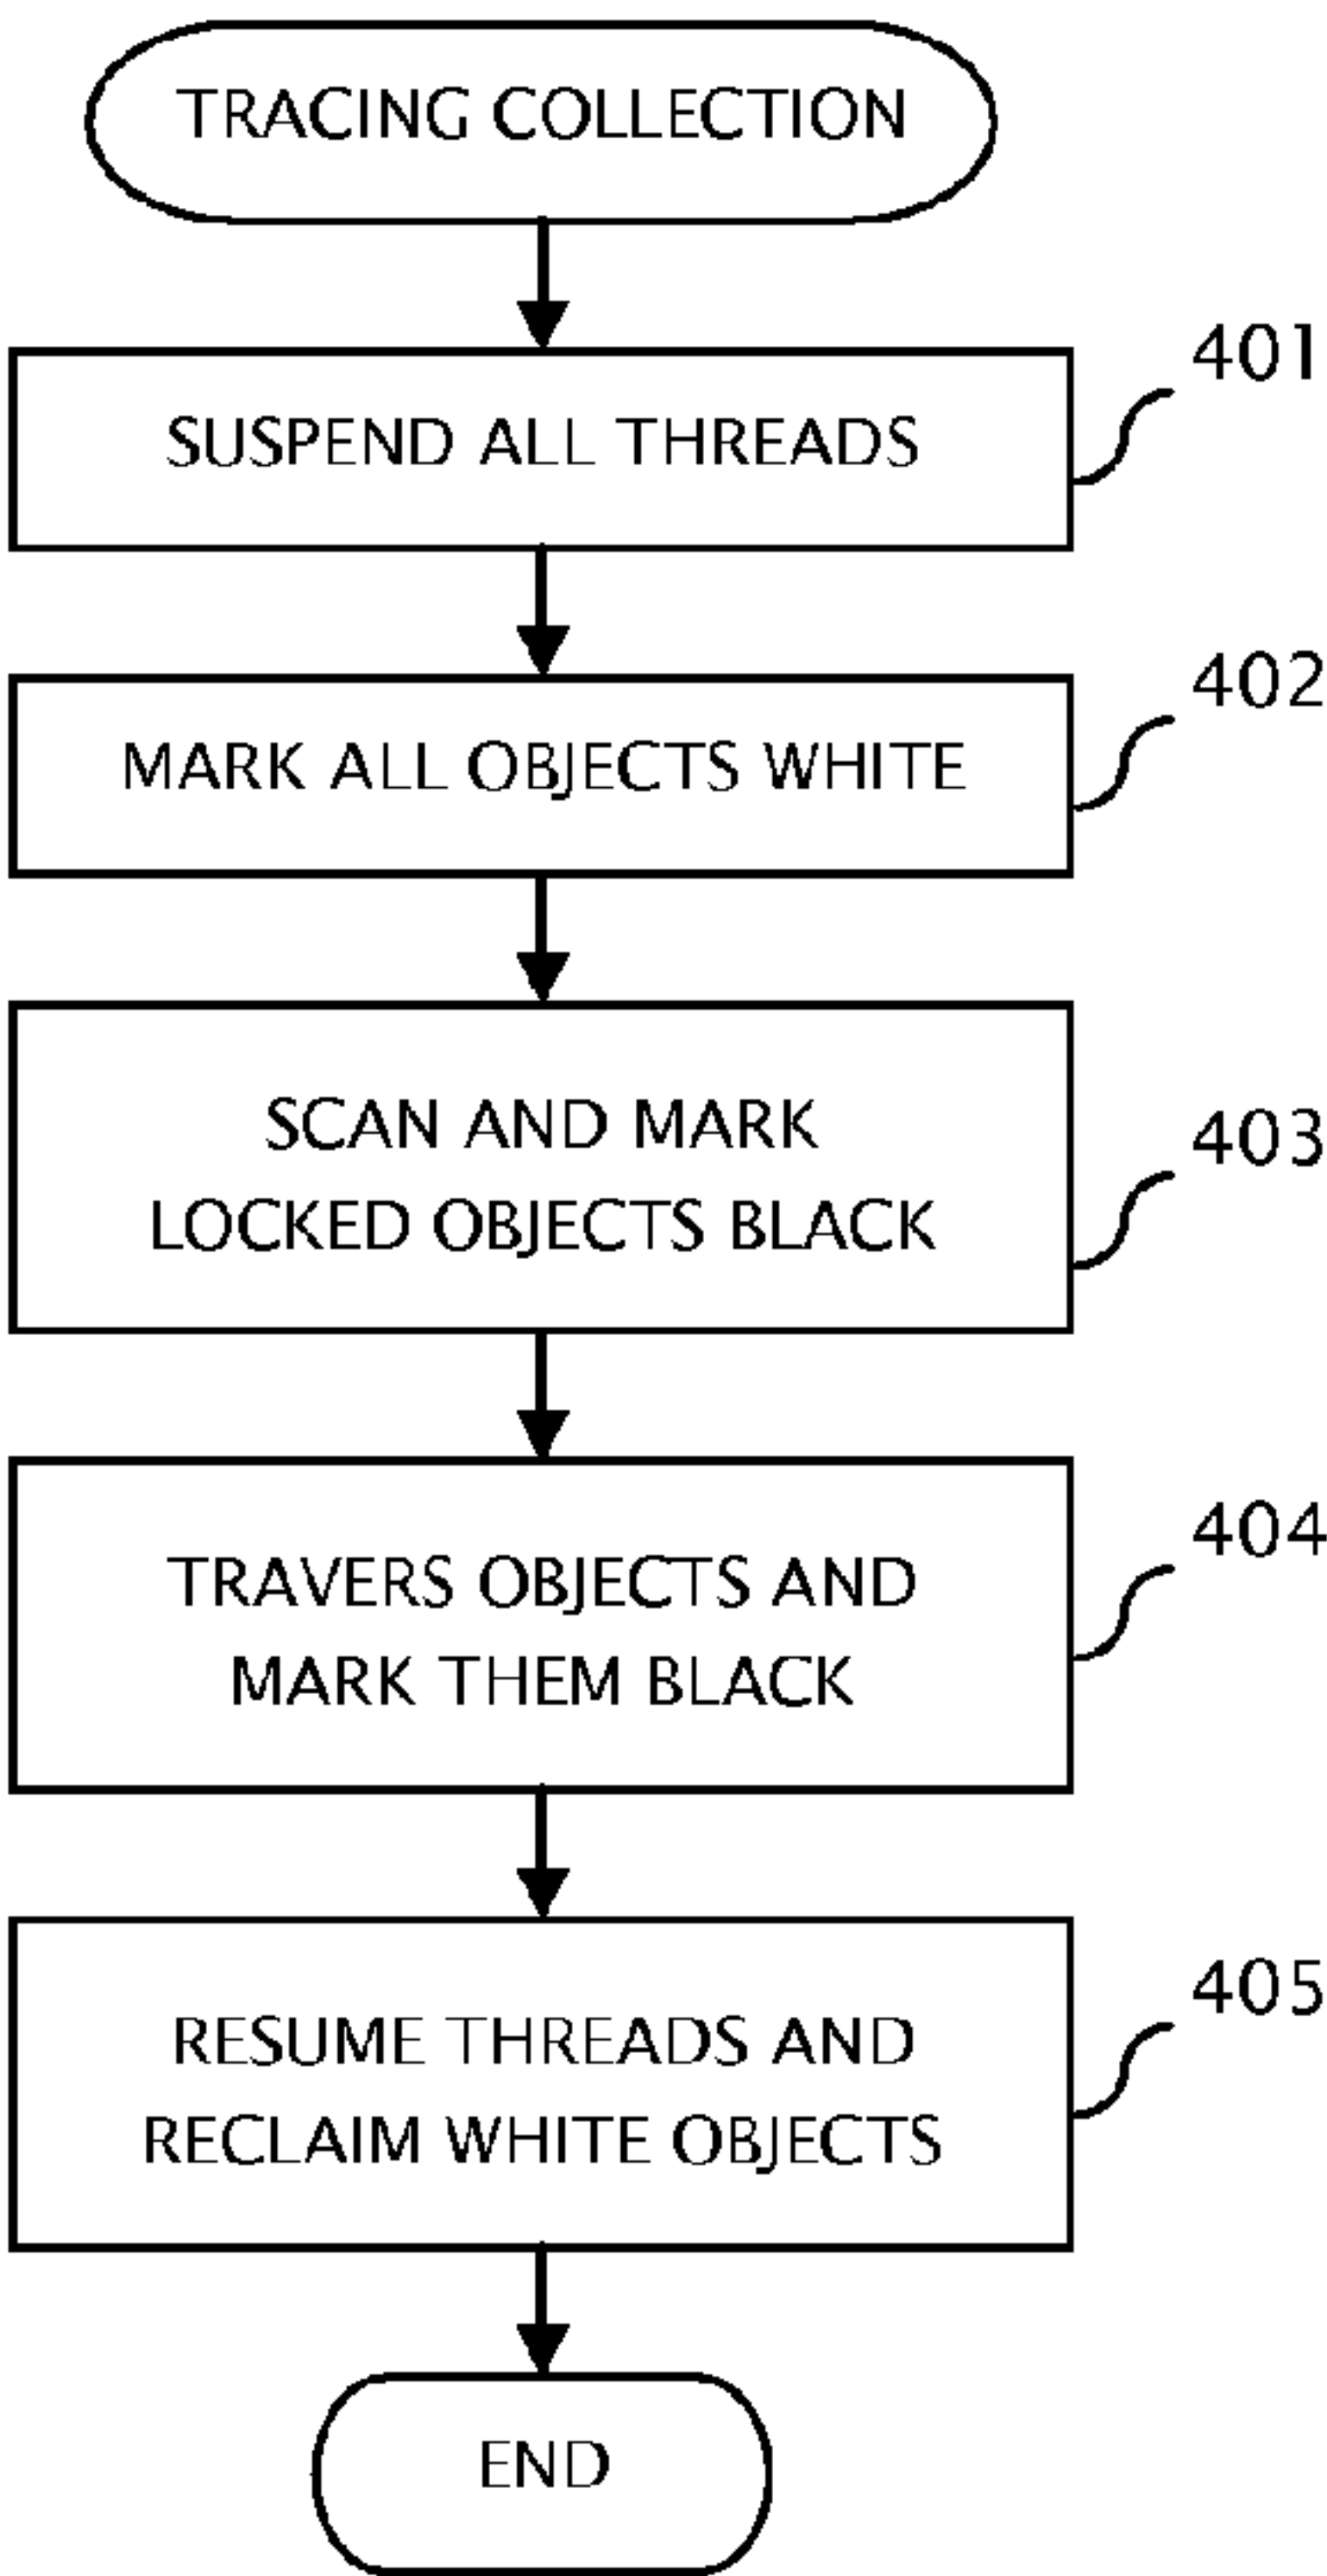 TRACING COLLECTION
401
SUSPEND ALL THREADS
402
MARK ALL OBJECTS WHITE
403
SCAN AND MARK
LOCKED OBJECTS BLACK
404
TRAVERS OBJECTS AND
MARK THEM BLACK
405
RESUME THREADS AND
RECLAIM WHITE OBJECTS
END